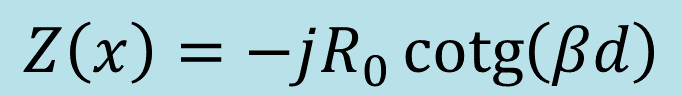 Z(x) = −jR₀ cotg(βd)